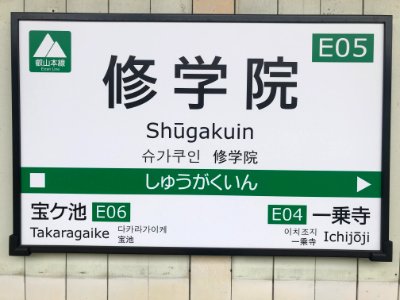 叡山本線
Eizan Line
E05
修学院
Shūgakuin
슈가쿠인 修学院
しゅうがくいん
宝ケ池 E06
Takaragaike
다카라가이케
宝池
E04 一乗寺
이치조지
一乗寺
Ichijōji